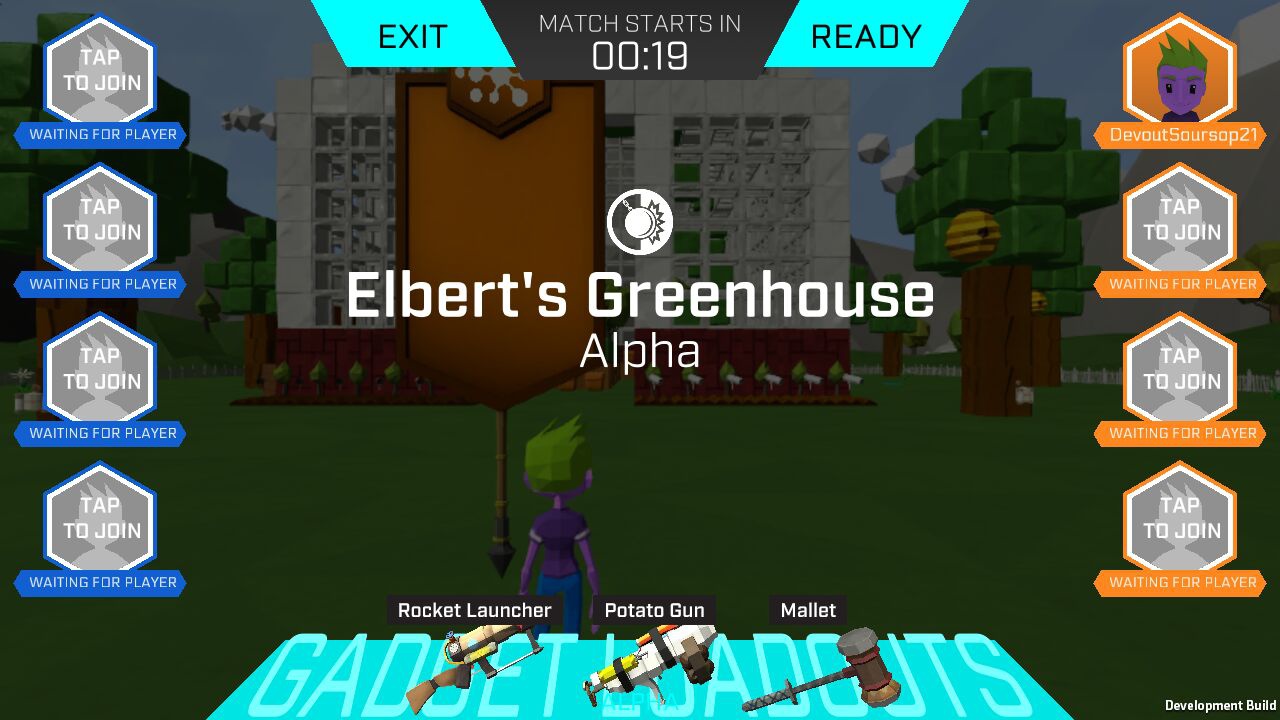 EXIT
MATCH STARTS IN
00:19
READY
TAP
TO JOIN
WAITING FOR PLAYER
TAP
TO JOIN
WAITING FOR PLAYER
TAP
TO JOIN
WAITING FOR PLAYER
TAP
TO JOIN
WAITING FOR PLAYER
Elbert's Greenhouse
Alpha
DevoutSoursop21
TAP
TO JOIN
WAITING FOR PLAYER
TAP
TO JOIN
WAITING FOR PLAYER
TAP
TO JOIN
WAITING FOR PLAYER
Rocket Launcher
Potato Gun
Mallet
GADGET LOADOUTS
ALPHA
Development Build